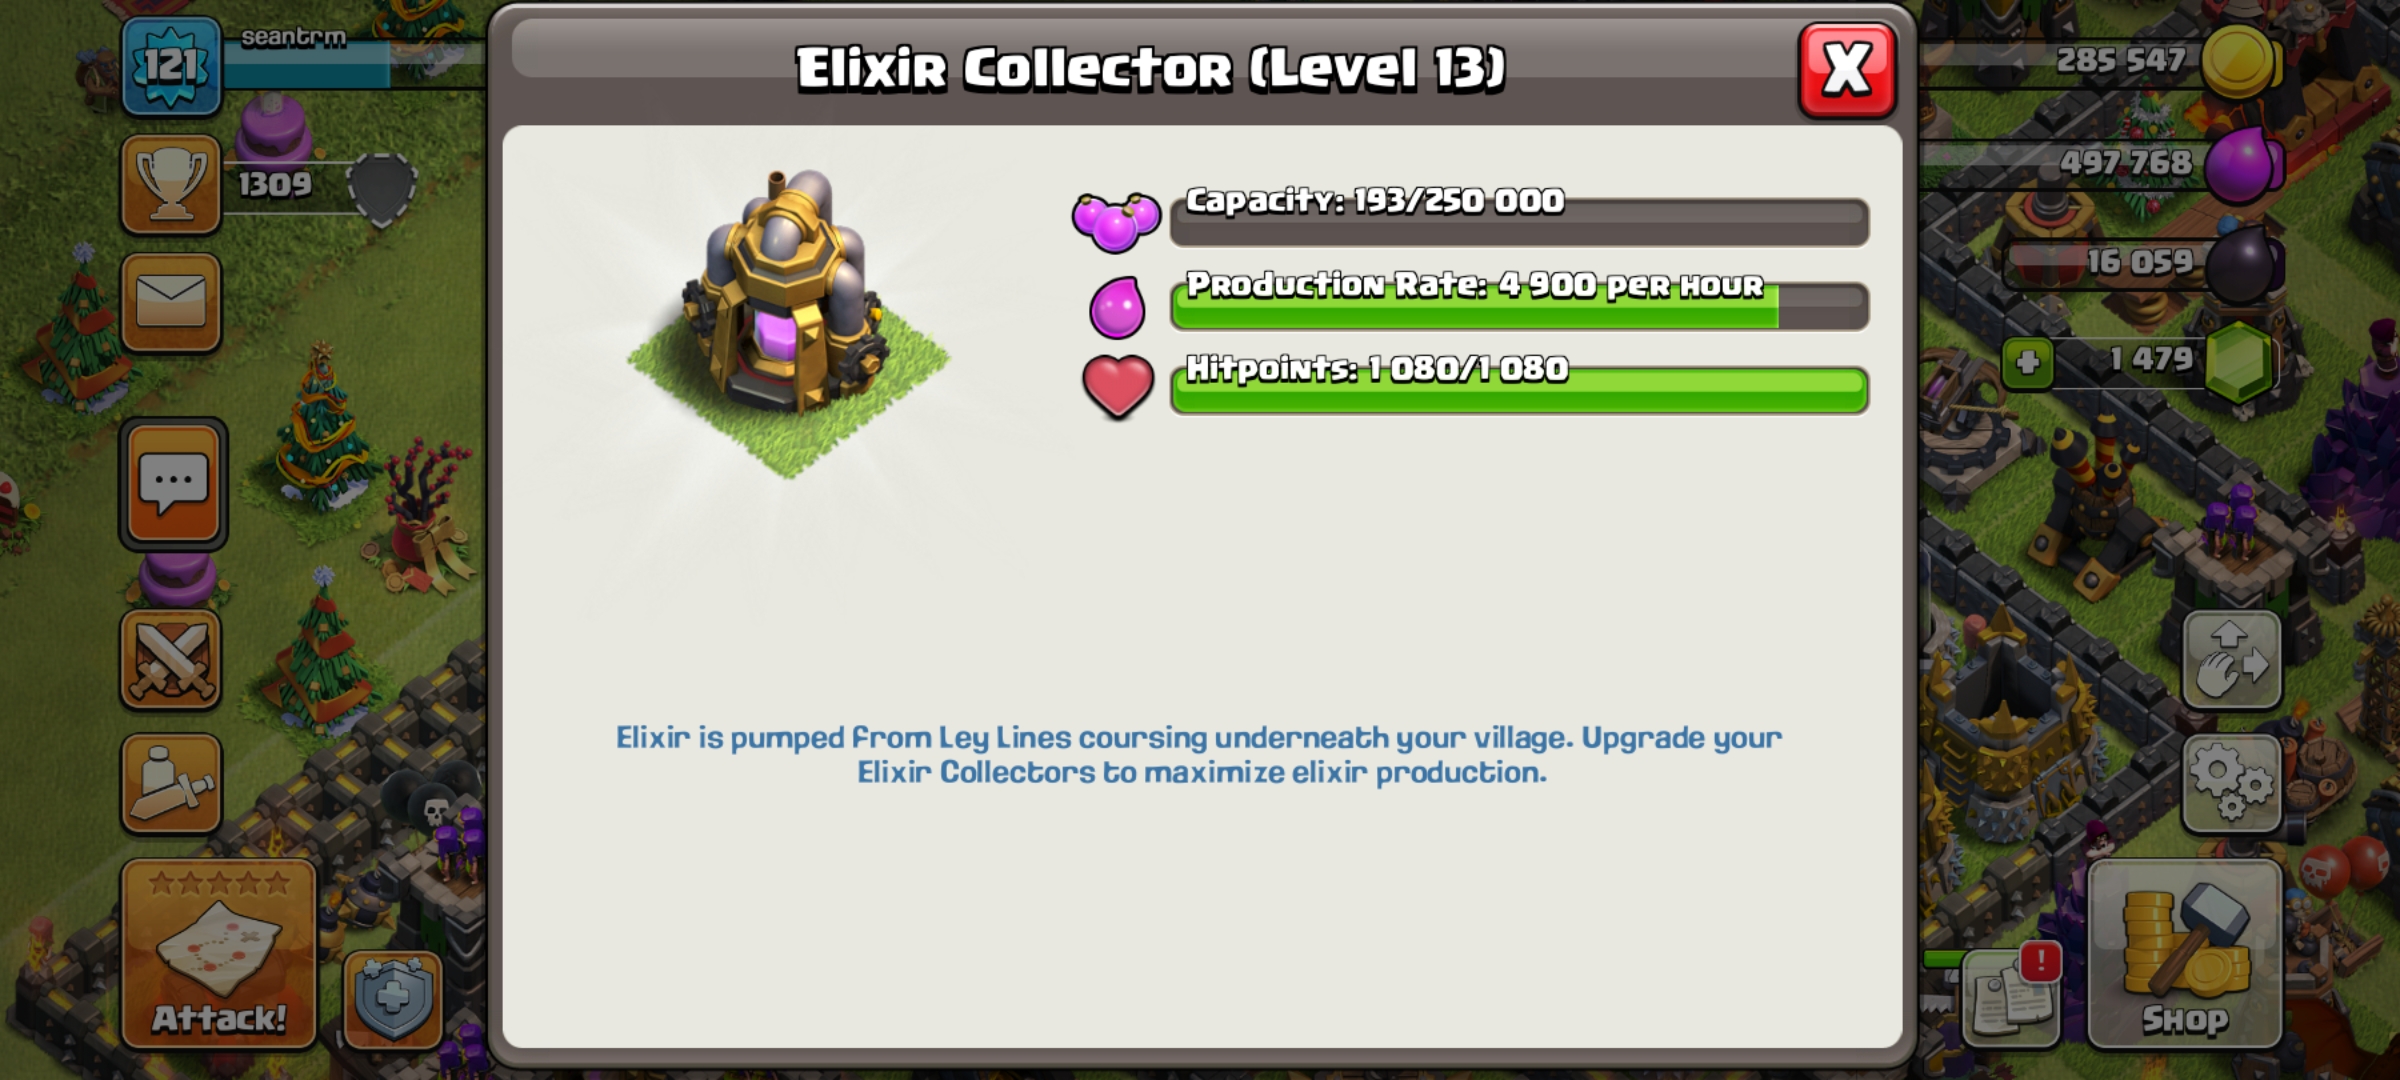 121
seantrm
Elixir Collector (Level 13)
X
285 547
1309
Capacity: 193/250 000
497 768
Production Rate: 4 900 per hour
16 059
Hitpoints: 1 080/1 080
1 479
Elixir is pumped from Ley Lines coursing underneath your village. Upgrade your
Elixir Collectors to maximize elixir production.
!
Attack!
Shop